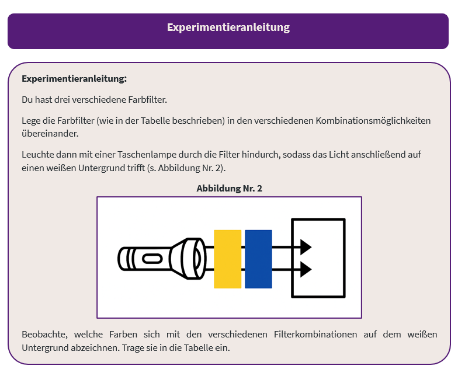 Experimentieranleitung
Experimentieranleitung:
Du hast drei verschiedene Farbfilter.
Lege die Farbfilter (wie in der Tabelle beschrieben) in den verschiedenen Kombinationsmöglichkeiten
übereinander.
Leuchte dann mit einer Taschenlampe durch die Filter hindurch, sodass das Licht anschließend auf
einen weißen Untergrund trifft (s. Abbildung Nr. 2).
Abbildung Nr. 2
Beobachte, welche Farben sich mit den verschiedenen Filterkombinationen auf dem weißen
Untergrund abzeichnen. Trage sie in die Tabelle ein.